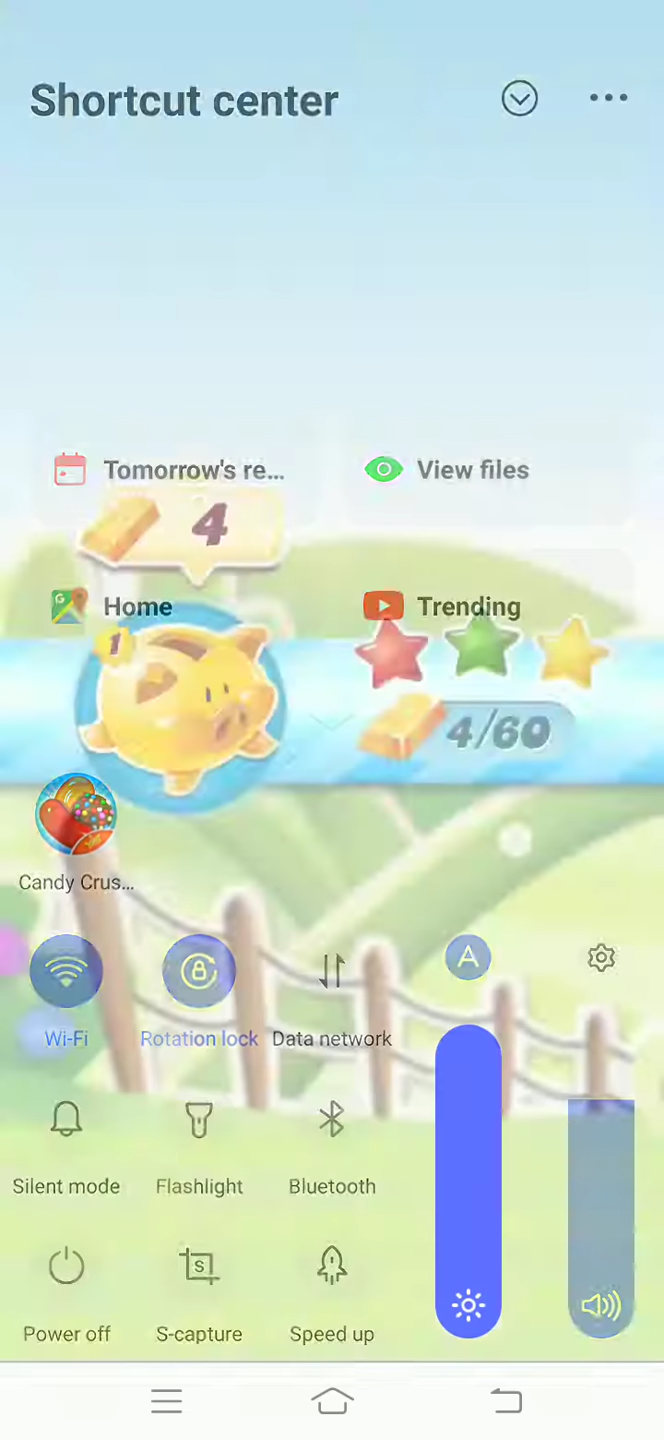 Shortcut center
Tomorrow's re...
View files
4
Home
Trending
1
4/60
Candy Crus...
A
Wi-Fi
Rotation lock
Data network
Silent mode
Flashlight
Bluetooth
S
Power off
S-capture
Speed up